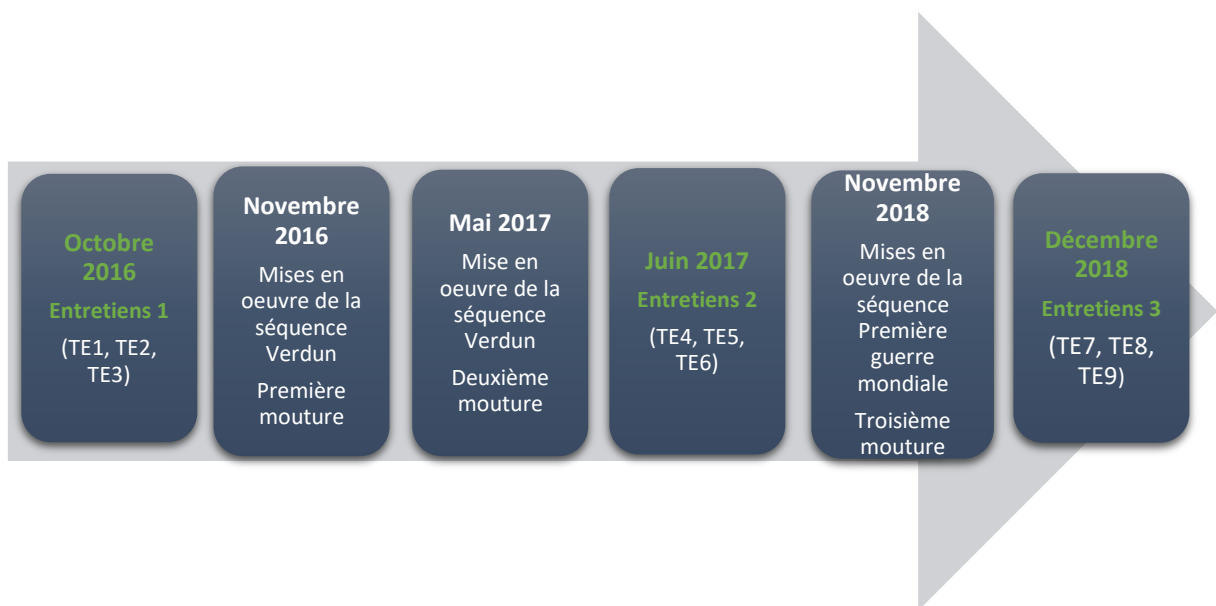 Octobre
2016
Entretiens 1
(TE1, TE2,
TE3)
Novembre
2016
Mises en
oeuvre de la
séquence
Verdun
Première
mouture
Mai 2017
Mise en
oeuvre de la
séquence
Verdun
Deuxième
mouture
Juin 2017
Entretiens 2
(TE4, TE5,
TE6)
Novembre
2018
Mises en
oeuvre de la
séquence
Première
guerre
mondiale
Troisième
mouture
Décembre
2018
Entretiens 3
(TE7, TE8,
TE9)